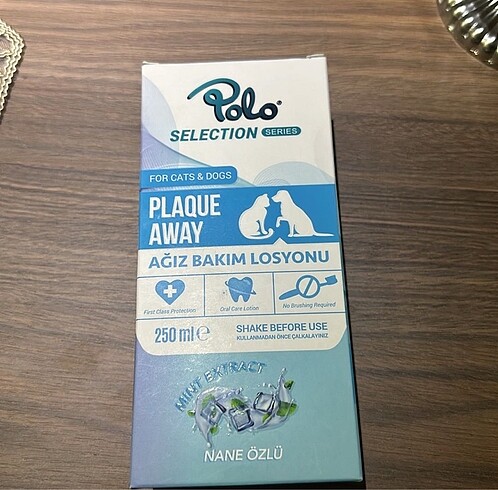 Polo
SELECTION SERIES
FOR CATS & DOGS
PLAQUE
AWAY
AĞIZ BAKIM LOSYONU
First Class Protection
Oral Care Lotion
No Brushing Required
250 ml ℮
SHAKE BEFORE USE
KULLANMADAN ÖNCE ÇALKALAYINIZ
MINT EXTRACT
NANE ÖZLÜ